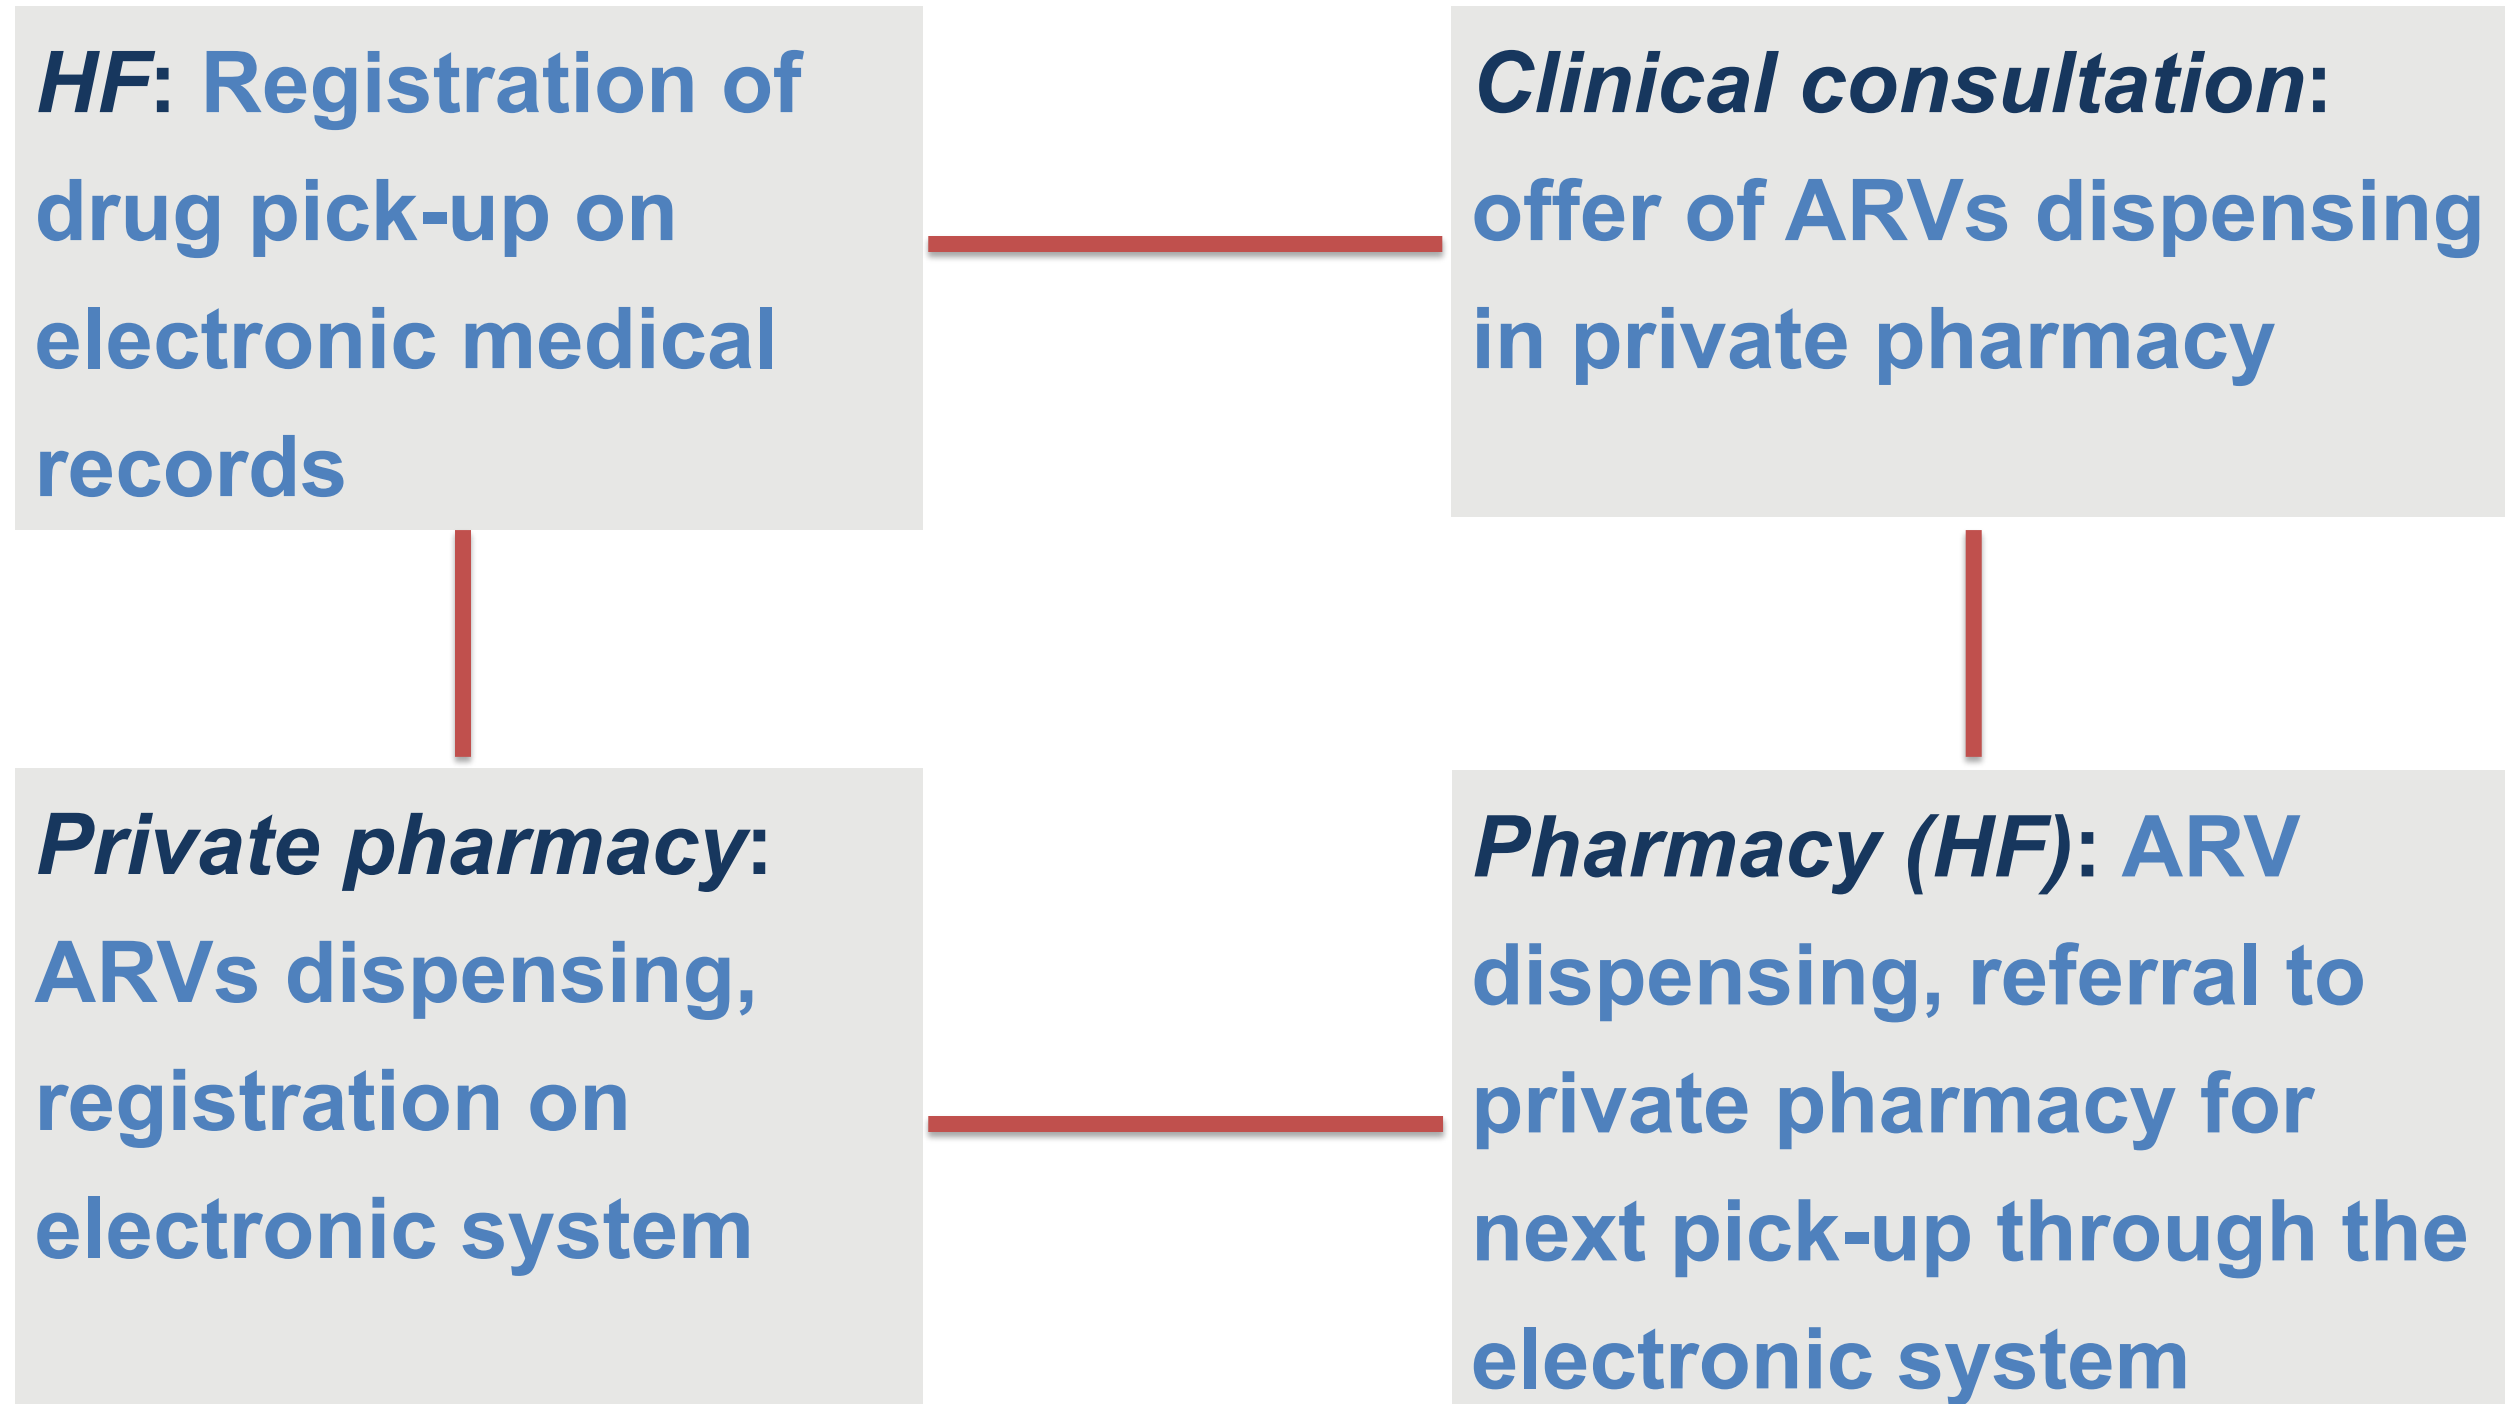 HF: Registration of
drug pick-up on
electronic medical
records
Clinical consultation:
offer of ARVs dispensing
in private pharmacy
Private pharmacy:
ARVs dispensing,
registration on
electronic system
Pharmacy (HF): ARV
dispensing, referral to
private pharmacy for
next pick-up through the
electronic system